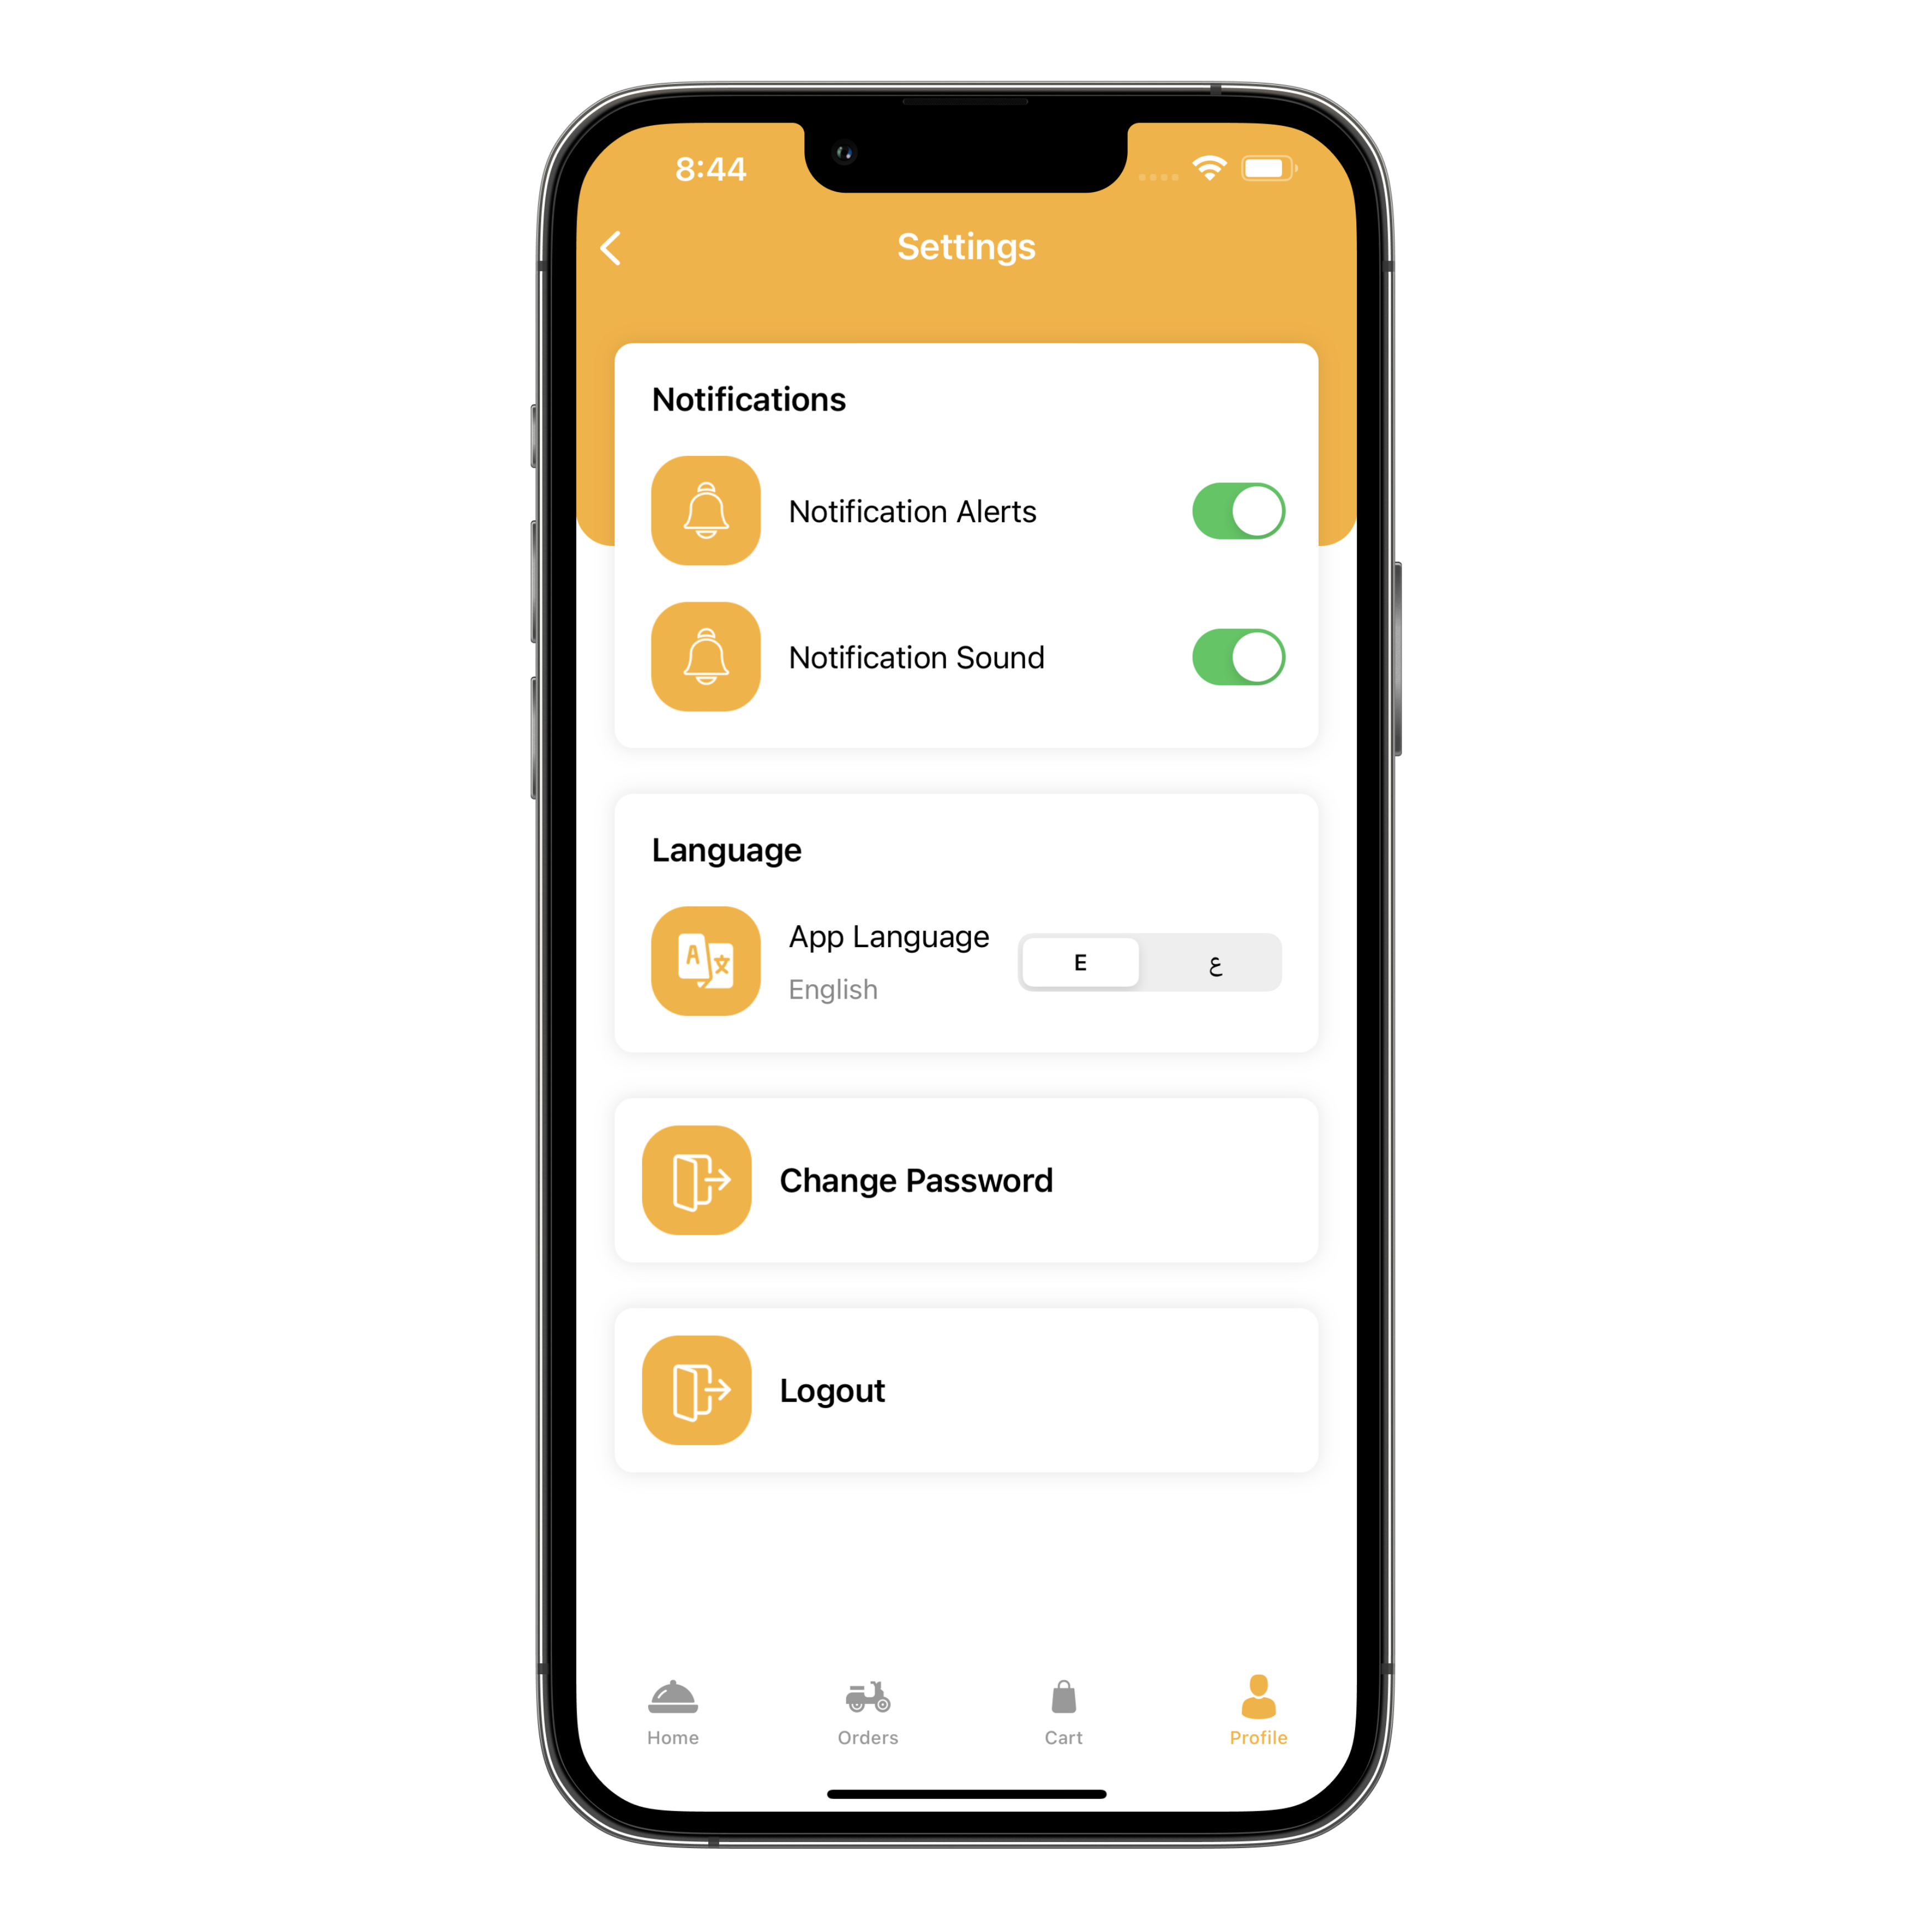 8:44
Settings
Notifications
Notification Alerts
Notification Sound
Language
App Language
English
E
ع
Change Password
Logout
Home
Orders
Cart
Profile